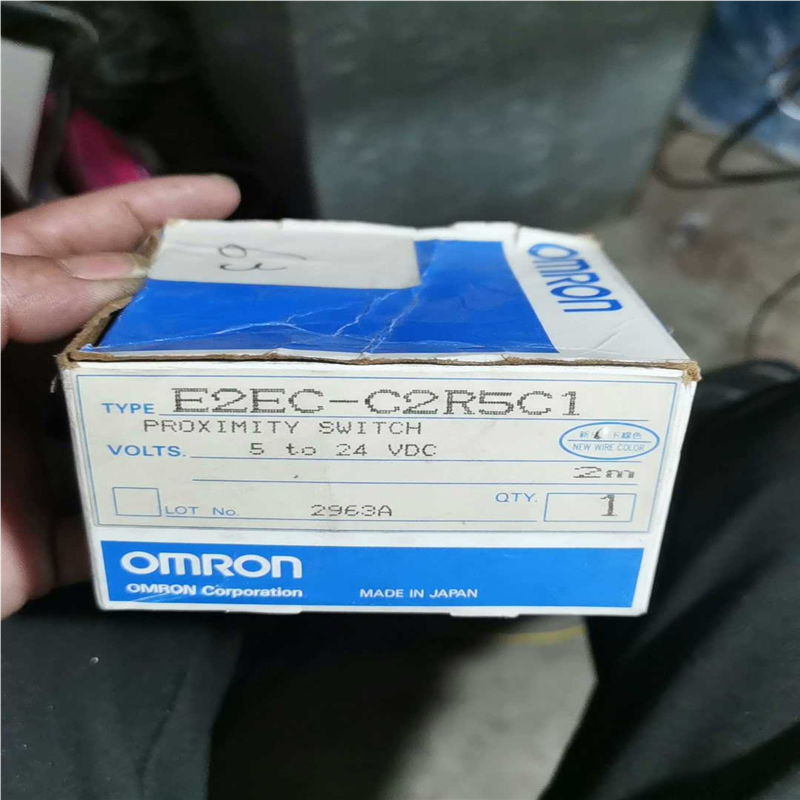 OMRON
TYPE E2EC-C2R5C1
PROXIMITY SWITCH
VOLTS. 5 to 24 VDC
NEW WIRE COLOR
2m
LOT No. 2963A
QTY. 1
OMRON
OMRON Corporation
MADE IN JAPAN